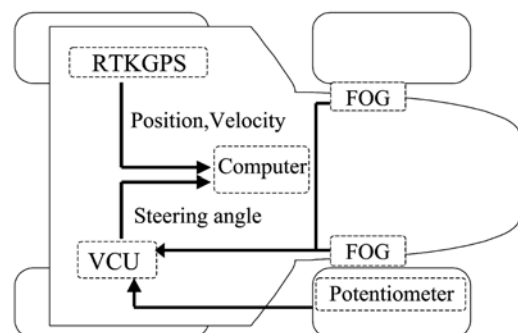 RTKGPS
FOG
Position,Velocity
Computer
Steering angle
VCU
FOG
Potentiometer